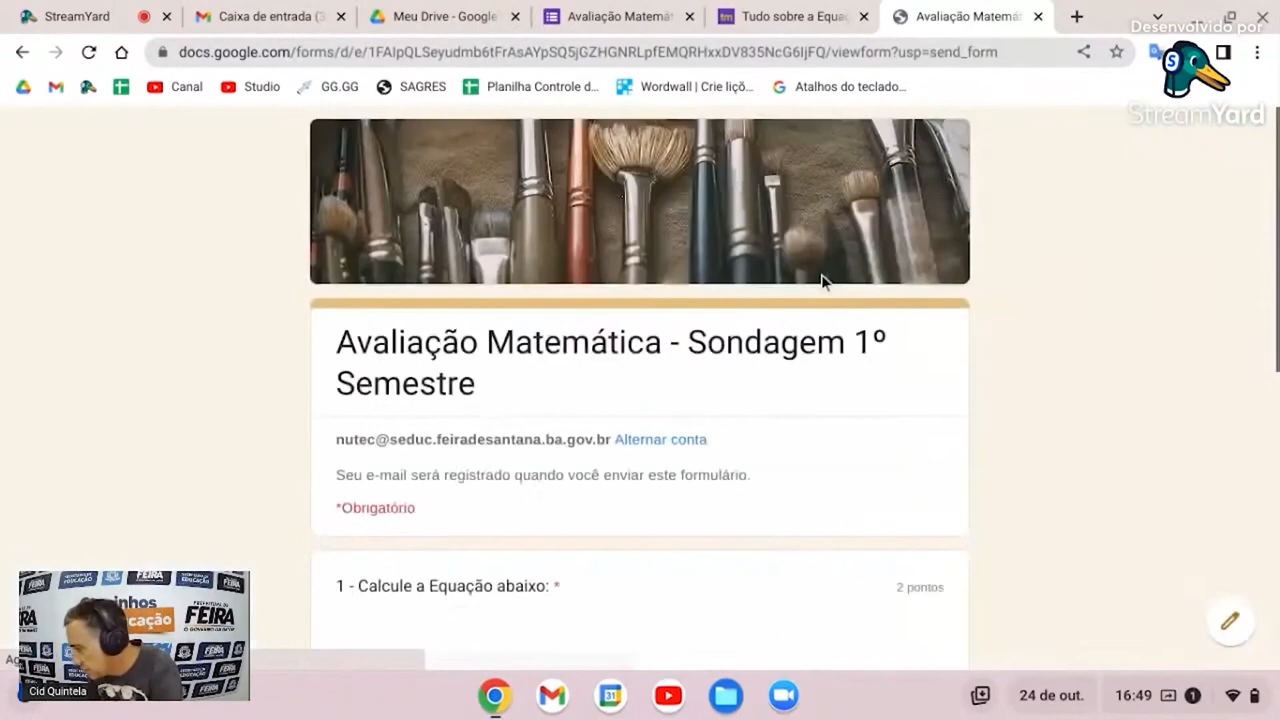 StreamYard
Caixa de entrada (3
Meu Drive - Google
Avaliação Matemát
Tudo sobre a Equaç
Avaliação Matemát
Desenvolvido por
docs.google.com/forms/d/e/1FAIpQLSeyudmb6tFrAsAYpSQ5jGZHGNRLpfEMQRHxxDV835NcG6IjFQ/viewform?usp=send_form
Canal
Studio
GG.GG
SAGRES
Planilha Controle d...
Wordwall | Crie liçõ...
Atalhos do teclado...
StreamYard
Avaliação Matemática - Sondagem 1º
Semestre
nutec@seduc.feiradesantana.ba.gov.br Alternar conta
Seu e-mail será registrado quando você enviar este formulário.
*Obrigatório
1 - Calcule a Equação abaixo: *
2 pontos
FEIRA
Cid Quintela
24 de out.
16:49
1